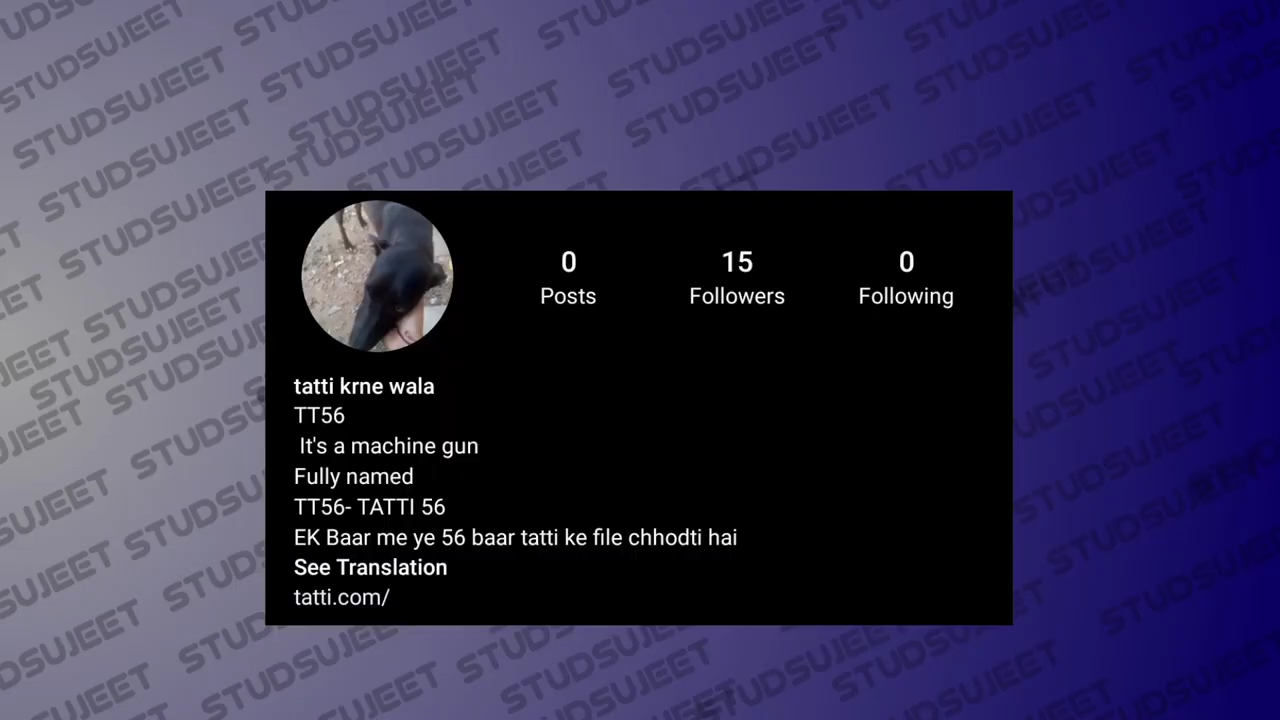 STUDSUJEET
0 15 0
Posts Followers Following
tatti krne wala
TT56
It's a machine gun
Fully named
TT56- TATTI 56
EK Baar me ye 56 baar tatti ke file chhodti hai
See Translation
tatti.com/